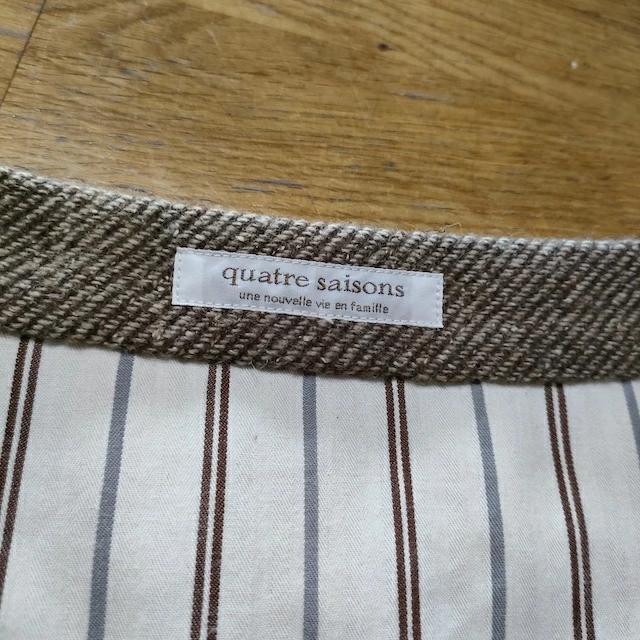 quatre saisons
une nouvelle vie en famille